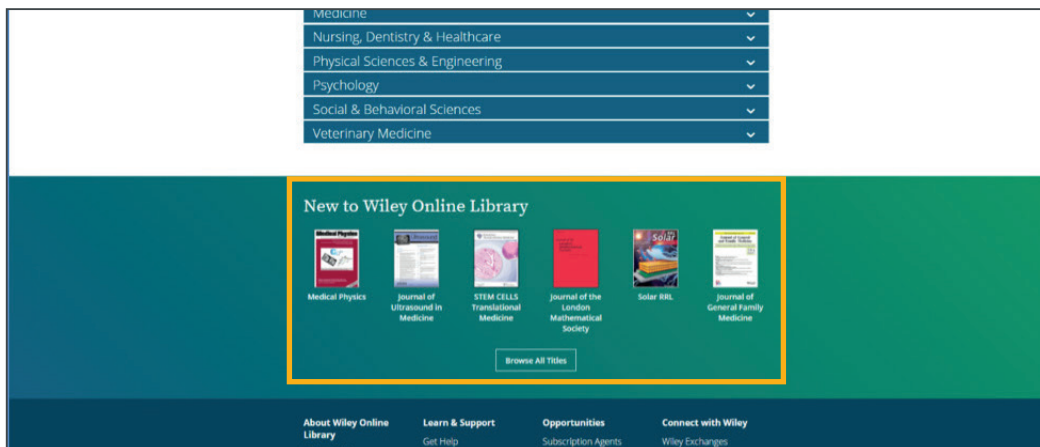 Medicine
Nursing, Dentistry & Healthcare
Physical Sciences & Engineering
Psychology
Social & Behavioral Sciences
Veterinary Medicine
New to Wiley Online Library
Medical Physics
Solar
Medical Physics
Journal of
Ultrasound in
Medicine
STEM CELLS
Translational
Medicine
Journal of the
London
Mathematical
Society
Solar RRL
Journal of
General Family
Medicine
Browse All Titles
About Wiley Online
Library
Learn & Support
Get Help
Opportunities
Subscription Agents
Connect with Wiley
Wiley Exchanges